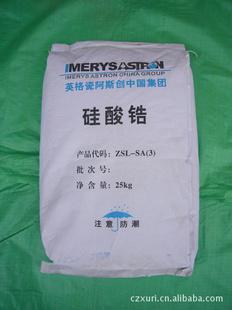 IMERYS ASTRON
IMERYS ASTRON CHINA GROUP
英格瓷阿斯创中国集团
硅酸锆
产品代码: ZSL-SA(3)
批次号:
净含量: 25kg
注意 防潮
czxuri.cn.alibaba.com